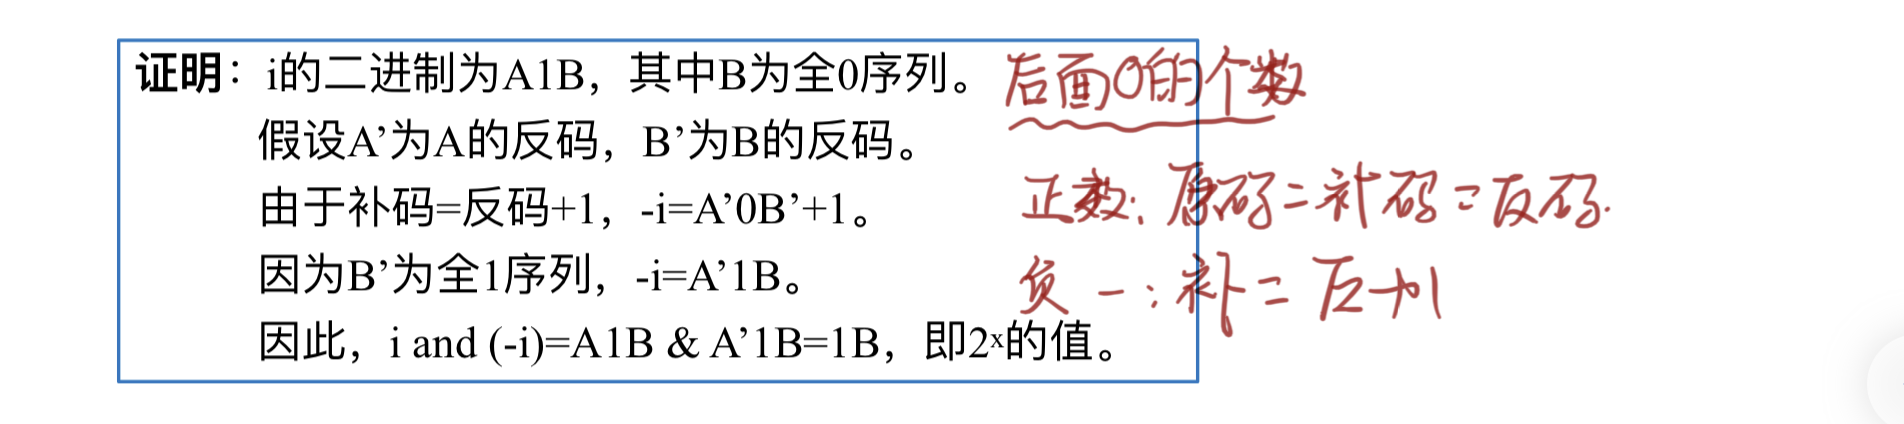 证明：i的二进制为A1B，其中B为全0序列。 后面0的个数
假设A’为A的反码，B’为B的反码。
由于补码=反码+1，-i=A’0B’+1。 正数: 原码=补码=反码.
因为B’为全1序列，-i=A’1B。 负一: 补=反+1
因此，i and (-i)=A1B & A’1B=1B，即2ˣ的值。